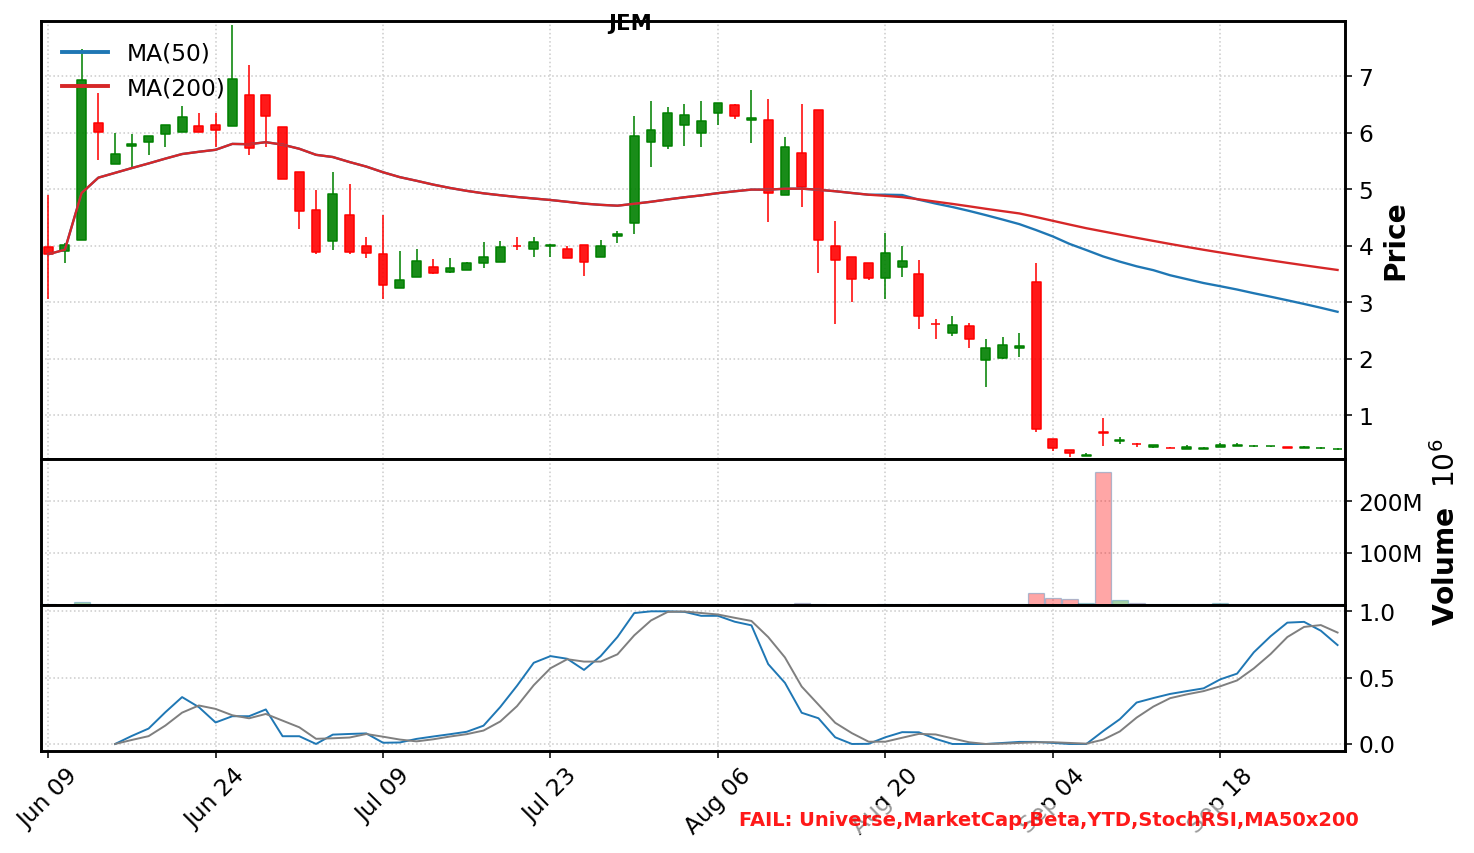 JEM
MA(50)
MA(200)
7
6
5
4
3
2
1
Price
200M
100M
Volume 10^6
1.0
0.5
0.0
Jun 09
Jun 24
Jul 09
Jul 23
Aug 06
Aug 20
Sep 04
Sep 18
FAIL: Universe,MarketCap,Beta,YTD,StochRSI,MA50x200